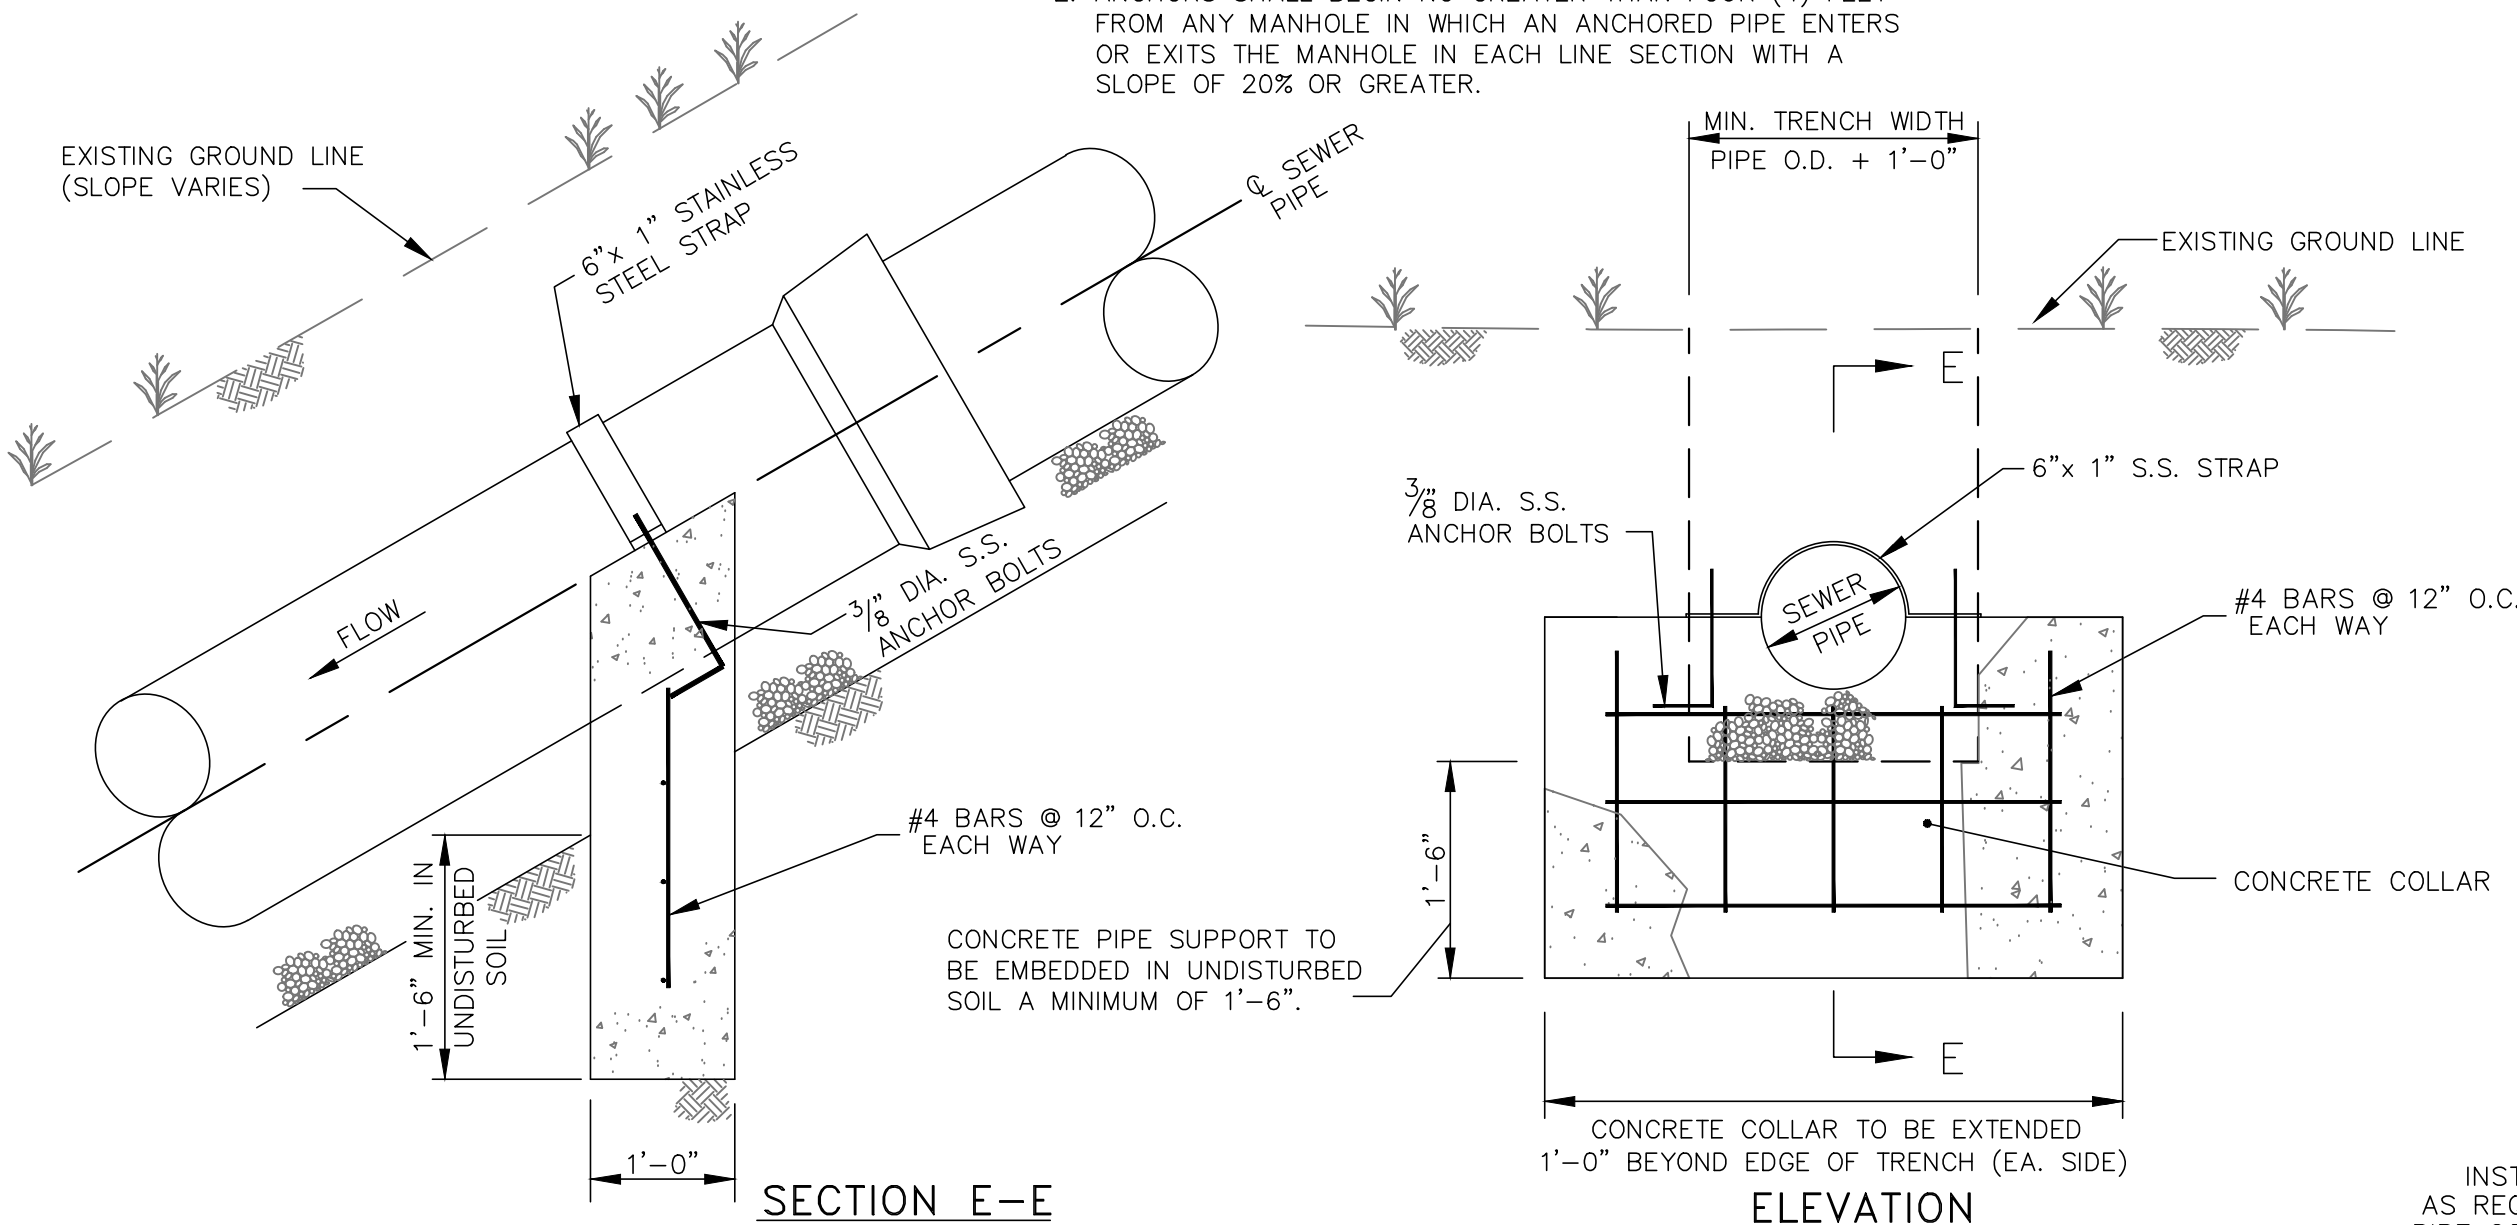 FROM ANY MANHOLE IN WHICH AN ANCHORED PIPE ENTERS
OR EXITS THE MANHOLE IN EACH LINE SECTION WITH A
SLOPE OF 20% OR GREATER.
EXISTING GROUND LINE
(SLOPE VARIES)
6"x 1" STAINLESS
STEEL STRAP
℄ SEWER
PIPE
FLOW
3/8" DIA. S.S.
ANCHOR BOLTS
#4 BARS @ 12" O.C.
EACH WAY
1'-6" MIN. IN
UNDISTURBED
SOIL
1'-0"
SECTION E-E
MIN. TRENCH WIDTH
PIPE O.D. + 1'-0"
EXISTING GROUND LINE
E
6"x 1" S.S. STRAP
3/8" DIA. S.S.
ANCHOR BOLTS
SEWER
PIPE
#4 BARS @ 12" O.C.
EACH WAY
1'-6"
CONCRETE COLLAR
CONCRETE PIPE SUPPORT TO
BE EMBEDDED IN UNDISTURBED
SOIL A MINIMUM OF 1'-6".
E
CONCRETE COLLAR TO BE EXTENDED
1'-0" BEYOND EDGE OF TRENCH (EA. SIDE)
ELEVATION
INST
AS REQ